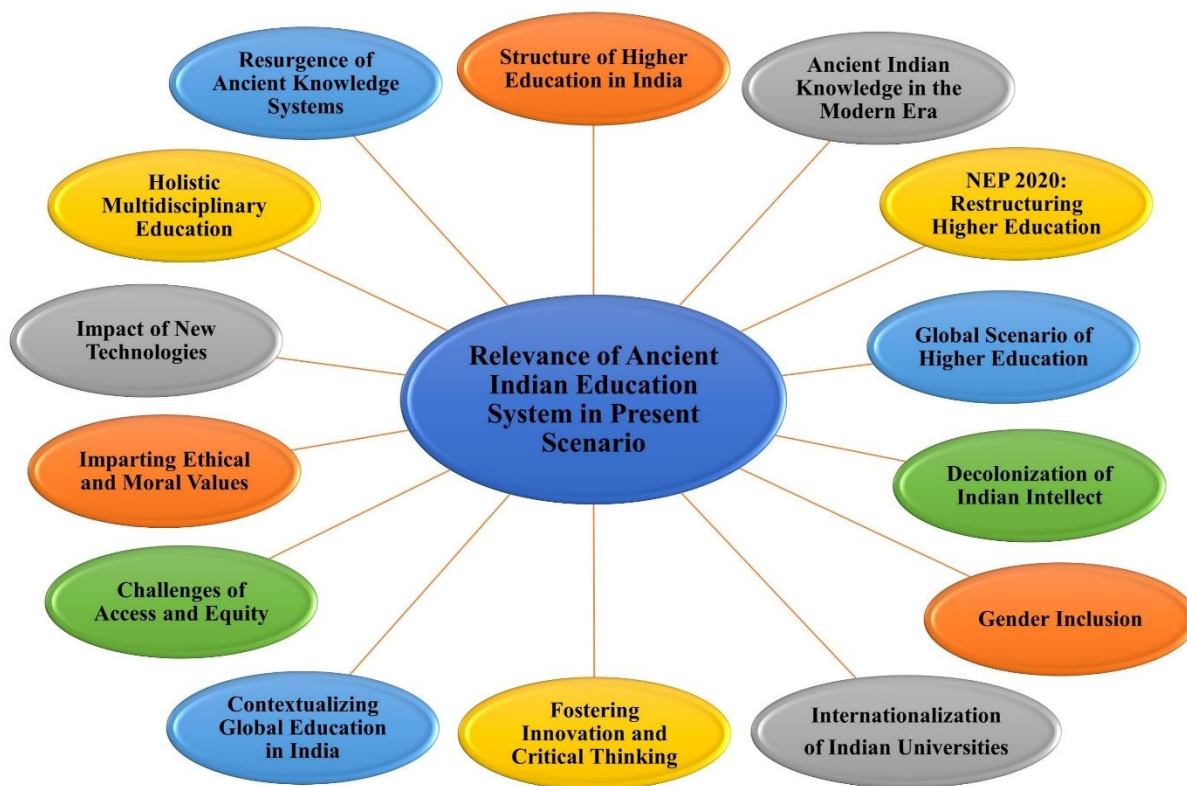 Resurgence of
Ancient Knowledge
Systems
Structure of Higher
Education in India
Ancient Indian
Knowledge in the
Modern Era
Holistic
Multidisciplinary
Education
NEP 2020:
Restructuring
Higher Education
Impact of New
Technologies
Relevance of Ancient
Indian Education
System in Present
Scenario
Global Scenario of
Higher Education
Imparting Ethical
and Moral Values
Decolonization of
Indian Intellect
Challenges of
Access and Equity
Gender Inclusion
Contextualizing
Global Education
in India
Fostering
Innovation and
Critical Thinking
Internationalization
of Indian Universities